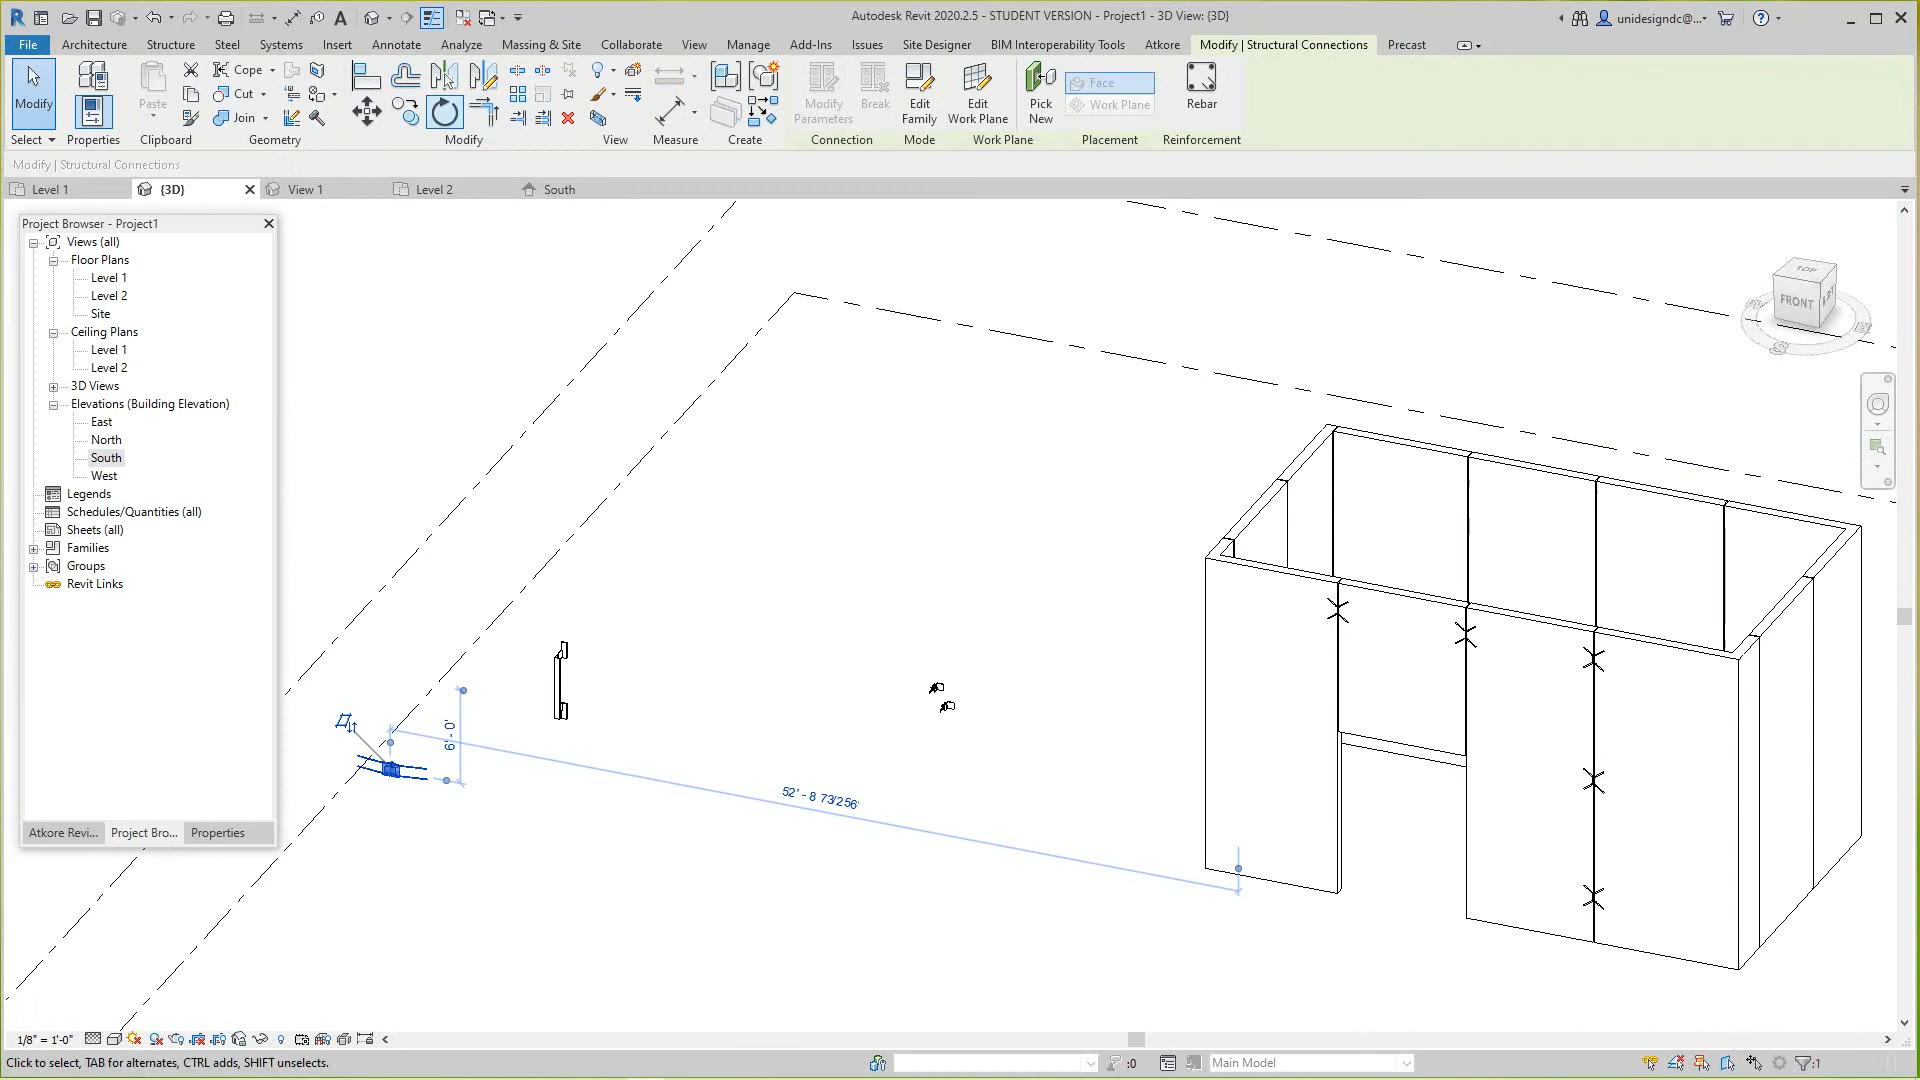 Autodesk Revit 2020.2.5 - STUDENT VERSION - Project1 - 3D View: {3D}
unidesigndc@...
File Architecture Structure Steel Systems Insert Annotate Analyze Massing & Site Collaborate View Manage Add-Ins Issues Site Designer BIM Interoperability Tools Atkore Modify | Structural Connections Precast
Modify
Paste
Cope
Cut
Join
Modify Parameters
Break
Edit Family
Edit Work Plane
Pick New
Face
Work Plane
Rebar
Select Properties Clipboard Geometry Modify View Measure Create Connection Mode Work Plane Placement Reinforcement
Modify | Structural Connections
Level 1 {3D} View 1 Level 2 South
Project Browser - Project1
Views (all)
Floor Plans
Level 1
Level 2
Site
Ceiling Plans
Level 1
Level 2
3D Views
Elevations (Building Elevation)
East
North
South
West
Legends
Schedules/Quantities (all)
Sheets (all)
Families
Groups
Revit Links
Atkore Revi... Project Bro... Properties
TOP
FRONT
6' - 0"
52' - 8 73/256"
1/8" = 1'-0"
Click to select, TAB for alternates, CTRL adds, SHIFT unselects.
:0
Main Model
:1